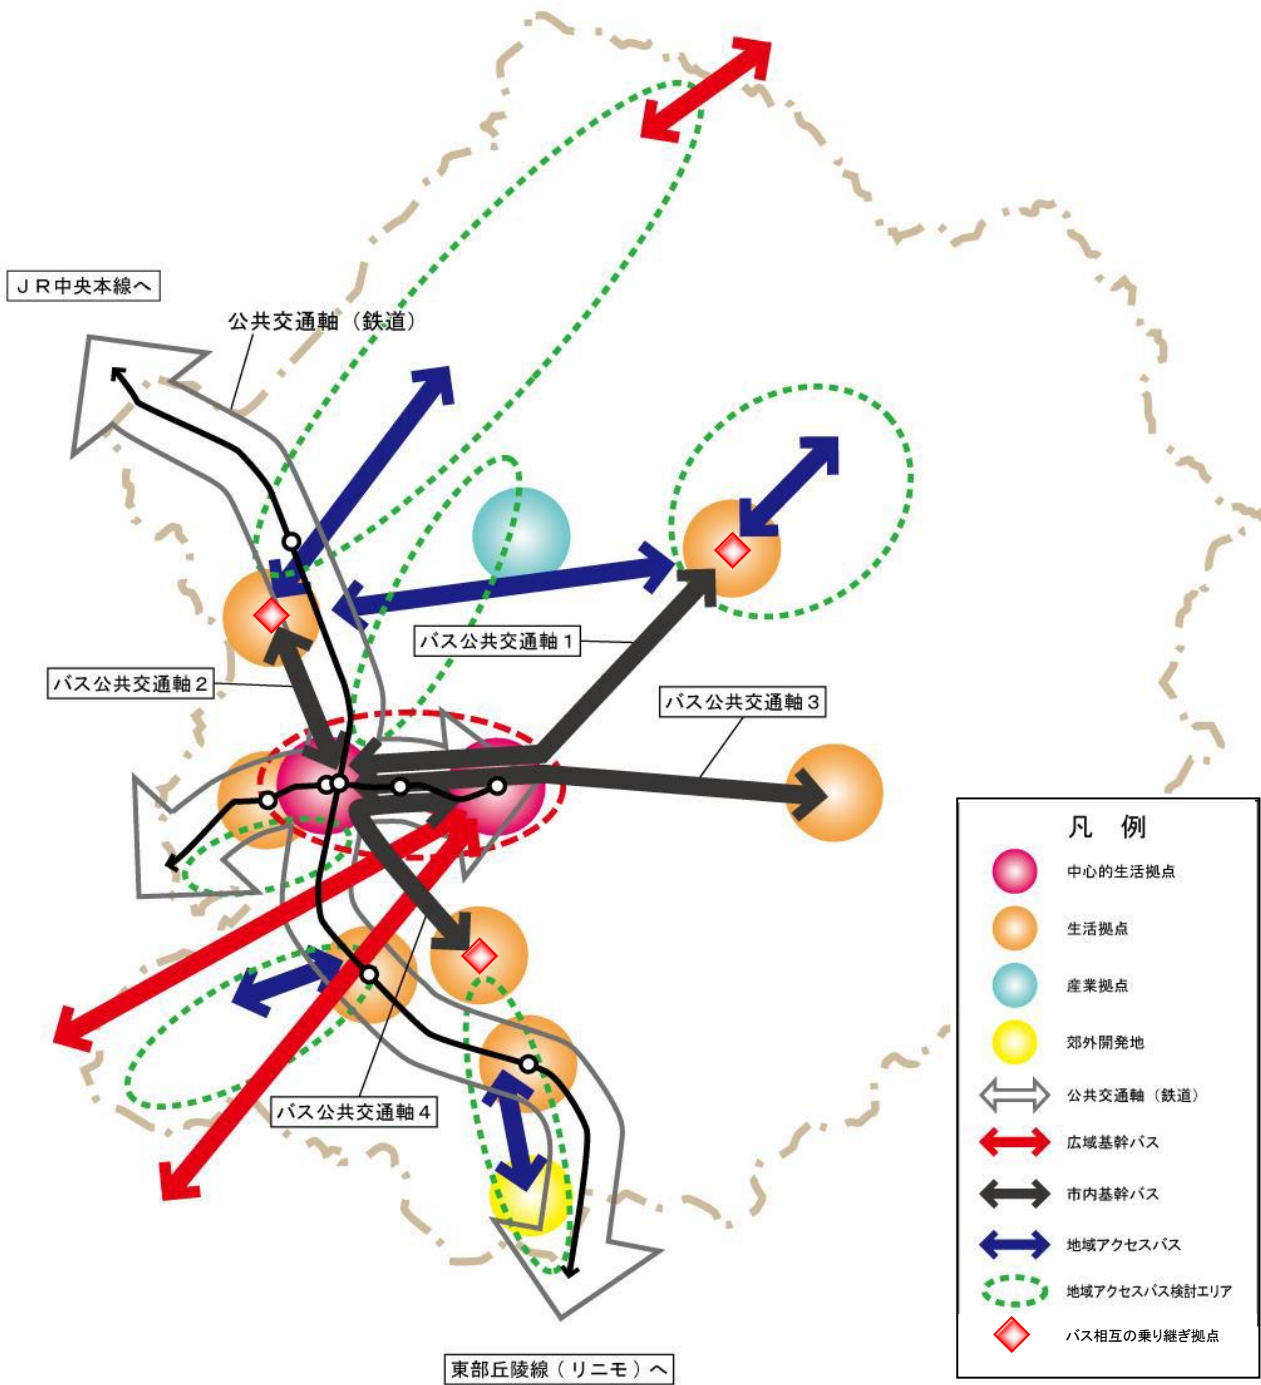 ＪＲ中央本線へ
公共交通軸（鉄道）
バス公共交通軸１
バス公共交通軸２
バス公共交通軸３
バス公共交通軸４
東部丘陵線（リニモ）へ
凡 例
中心的生活拠点
生活拠点
産業拠点
郊外開発地
公共交通軸（鉄道）
広域基幹バス
市内基幹バス
地域アクセスバス
地域アクセスバス検討エリア
バス相互の乗り継ぎ拠点